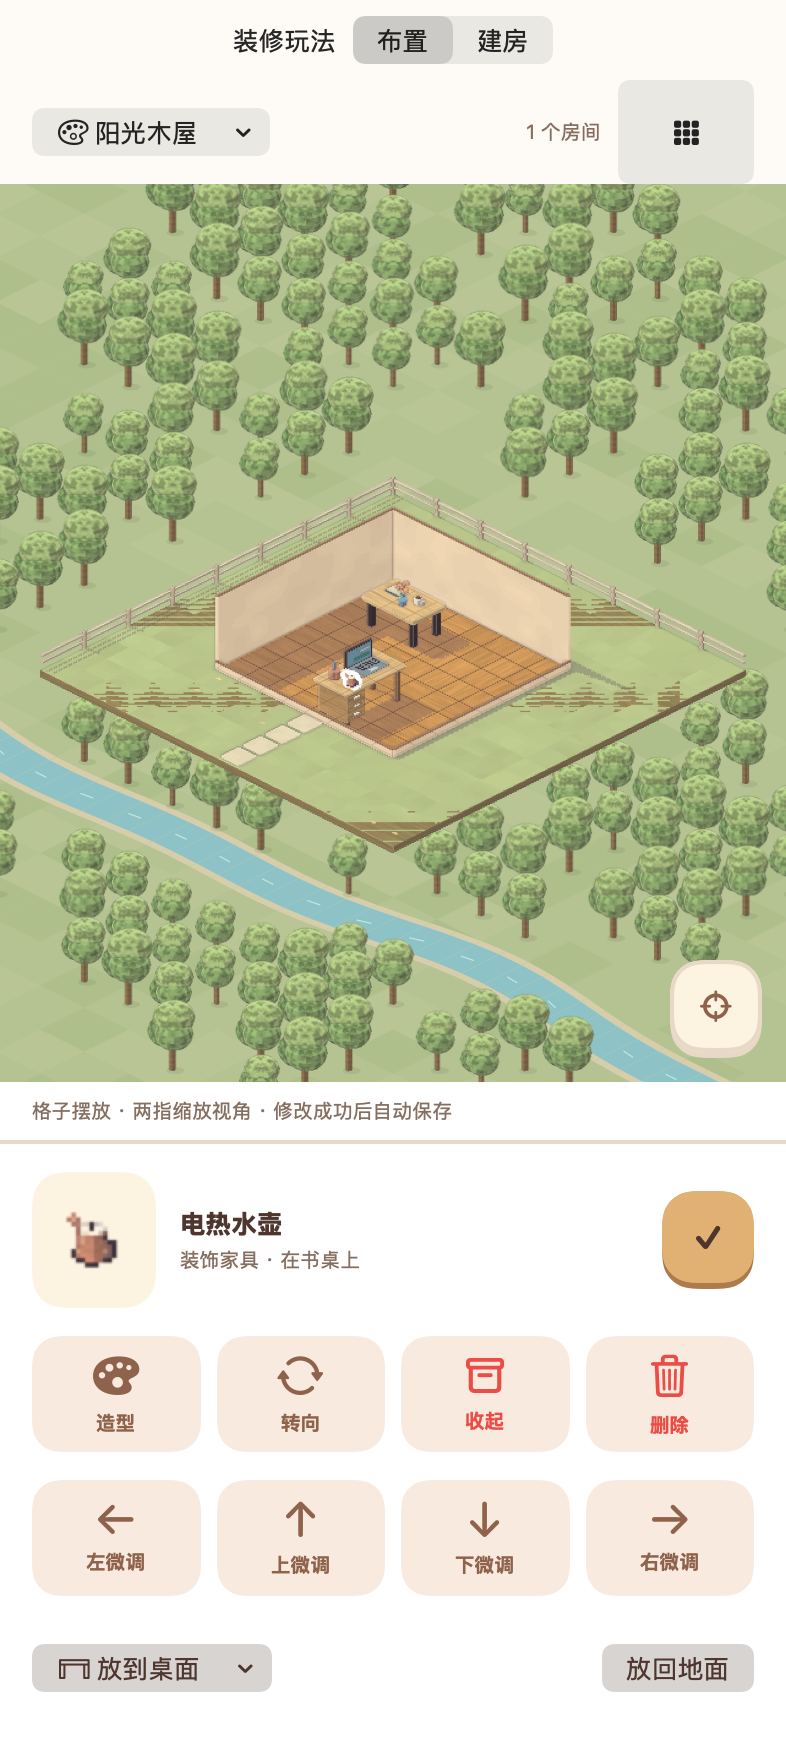 装修玩法 布置 建房
阳光木屋 1 个房间
格子摆放 · 两指缩放视角 · 修改成功后自动保存
电热水壶
装饰家具 · 在书桌上
造型 转向 收起 删除
左微调 上微调 下微调 右微调
放到桌面 放回地面